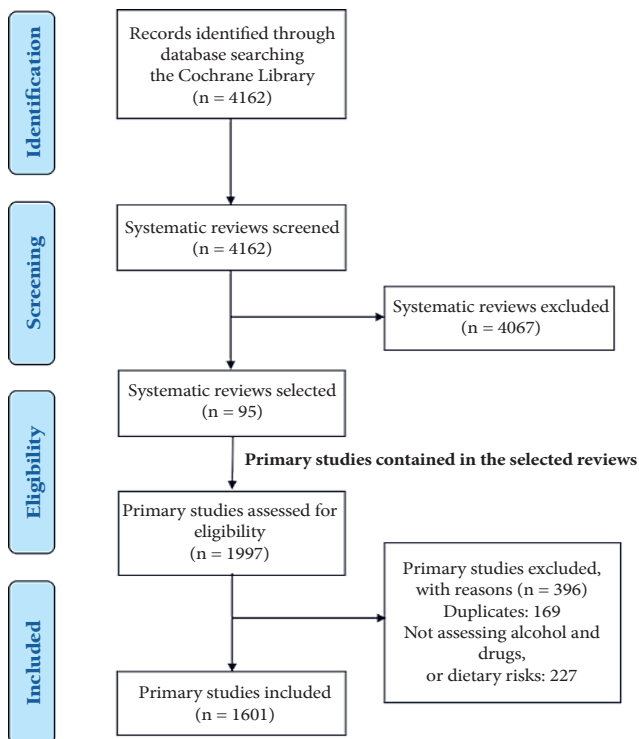 Identification
Records identified through
database searching
the Cochrane Library
(n = 4162)
Screening
Systematic reviews screened
(n = 4162)
Systematic reviews excluded
(n = 4067)
Systematic reviews selected
(n = 95)
Eligibility
Primary studies contained in the selected reviews
Primary studies assessed for
eligibility
(n = 1997)
Primary studies excluded,
with reasons (n = 396)
Duplicates: 169
Not assessing alcohol and
drugs,
or dietary risks: 227
Included
Primary studies included
(n = 1601)